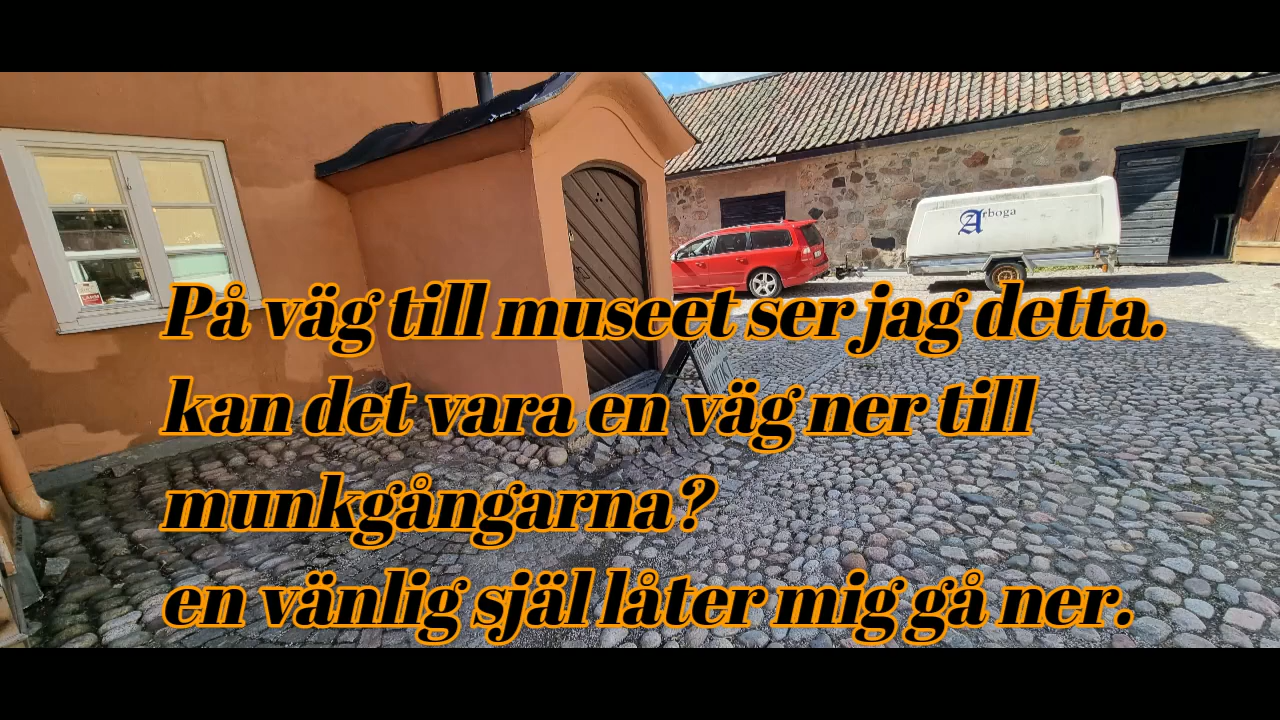 Arboga
På väg till museet ser jag detta.
kan det vara en väg ner till
munkgångarna?
en vänlig själ låter mig gå ner.